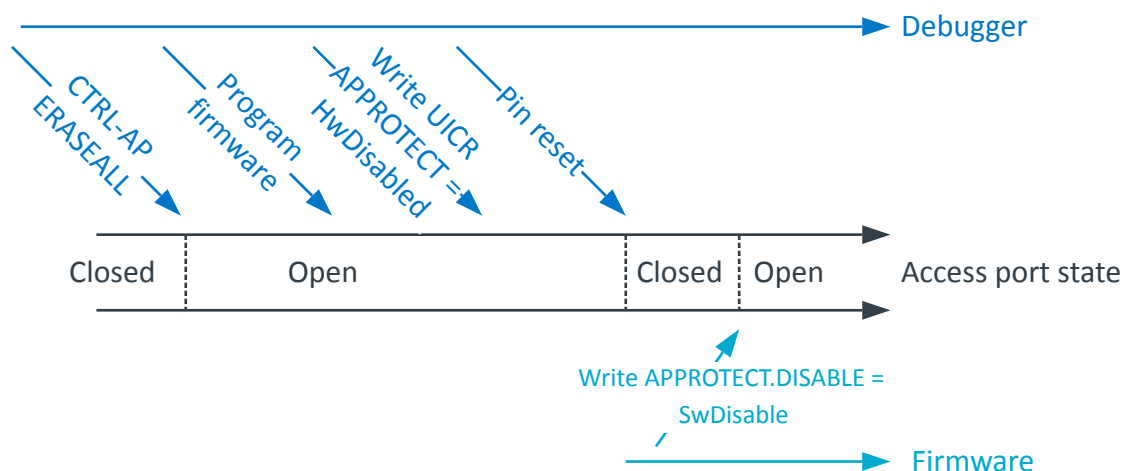 Debugger
CTRL-AP
ERASEALL
Program
firmware
Write UICR
APPROTECT =
HwDisabled
Pin reset
Closed
Open
Closed
Open
Access port state
Write APPROTECT.DISABLE =
SwDisable
Firmware